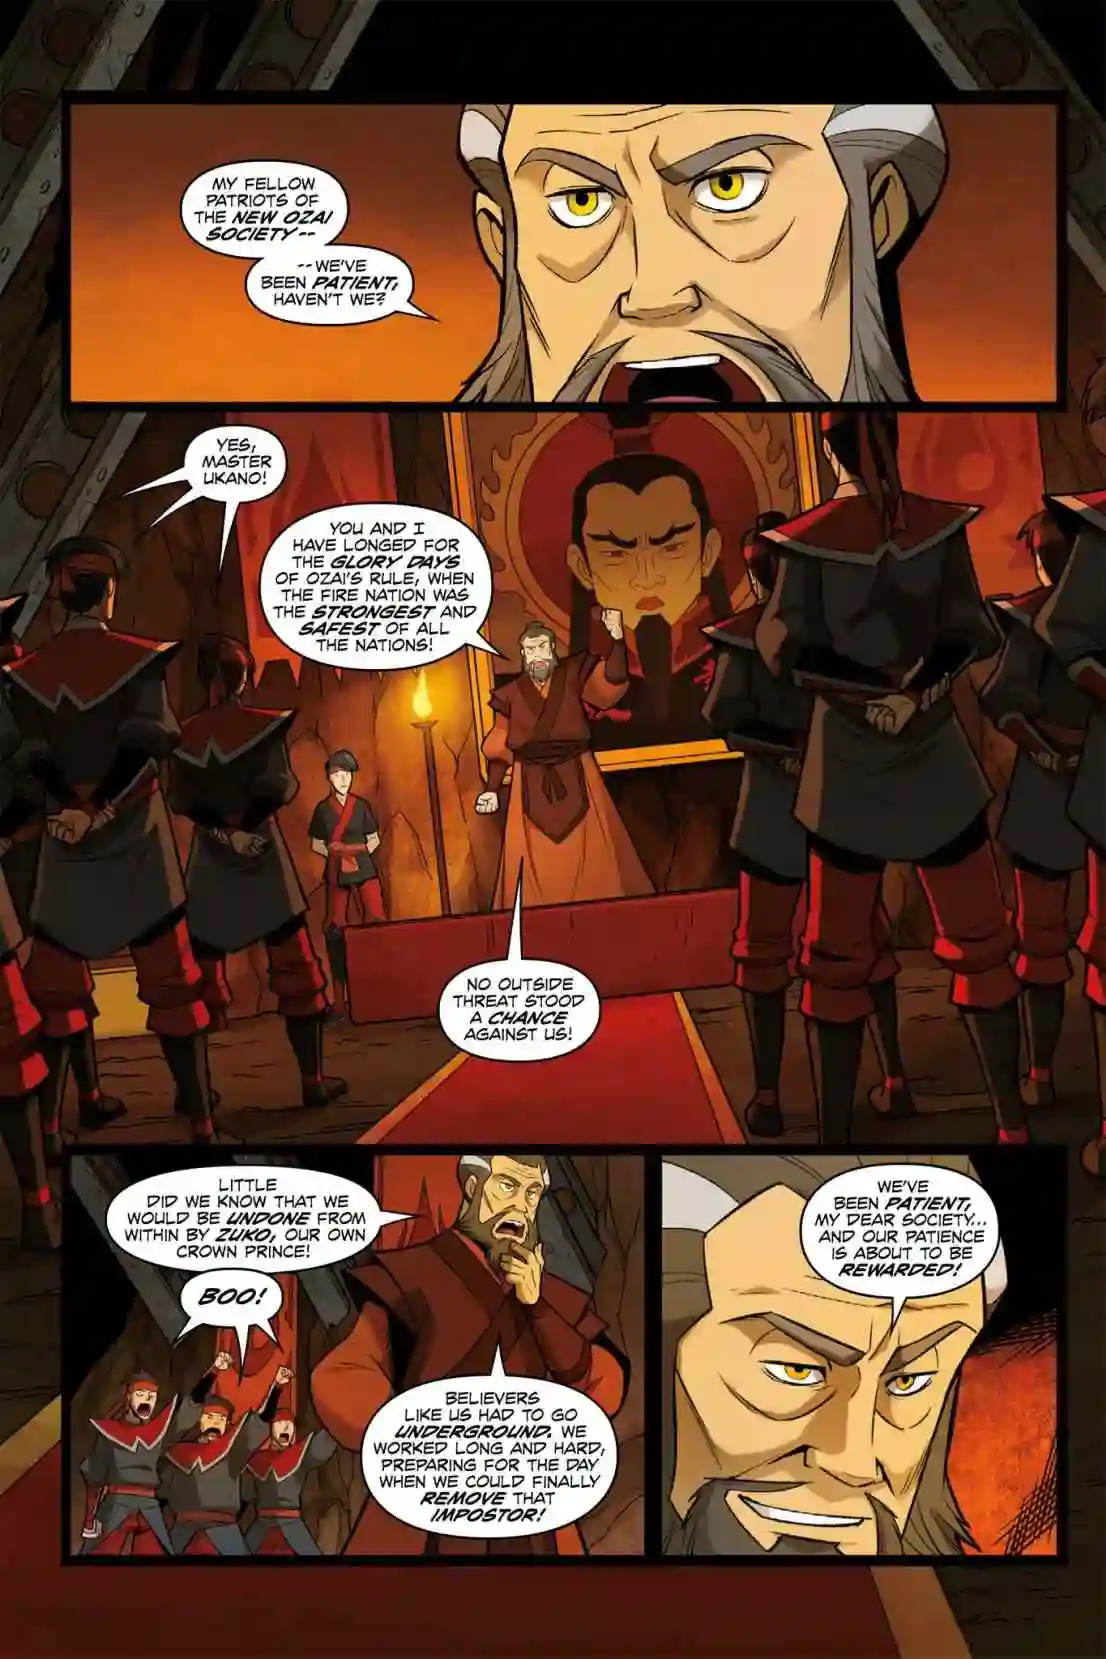 MY FELLOW
PATRIOTS OF
THE NEW OZAI
SOCIETY--
--WE'VE
BEEN PATIENT,
HAVEN'T WE?
YES,
MASTER
UKANO!
YOU AND I
HAVE LONGED FOR
THE GLORY DAYS
OF OZAI'S RULE, WHEN
THE FIRE NATION WAS
THE STRONGEST AND
SAFEST OF ALL
THE NATIONS!
NO OUTSIDE
THREAT STOOD
A CHANCE
AGAINST US!
LITTLE
DID WE KNOW THAT WE
WOULD BE UNDONE FROM
WITHIN BY ZUKO, OUR OWN
CROWN PRINCE!
BOO!
BELIEVERS
LIKE US HAD TO GO
UNDERGROUND. WE
WORKED LONG AND HARD,
PREPARING FOR THE DAY
WHEN WE COULD FINALLY
REMOVE THAT
IMPOSTOR!
WE'VE
BEEN PATIENT,
MY DEAR SOCIETY...
AND OUR PATIENCE
IS ABOUT TO BE
REWARDED!